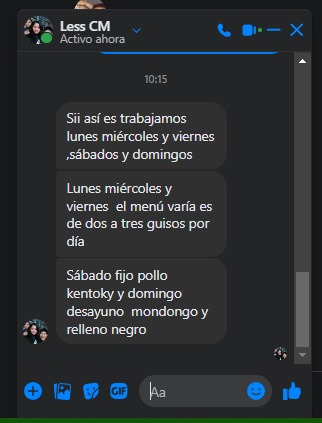 Less CM
Activo ahora
10:15
Sii así es trabajamos
lunes miércoles y viernes
,sábados y domingos
Lunes miércoles y
viernes el menú varía es
de dos a tres guisos por
día
Sábado fijo pollo
kentoky y domingo
desayuno mondongo y
relleno negro
GIF
Aa